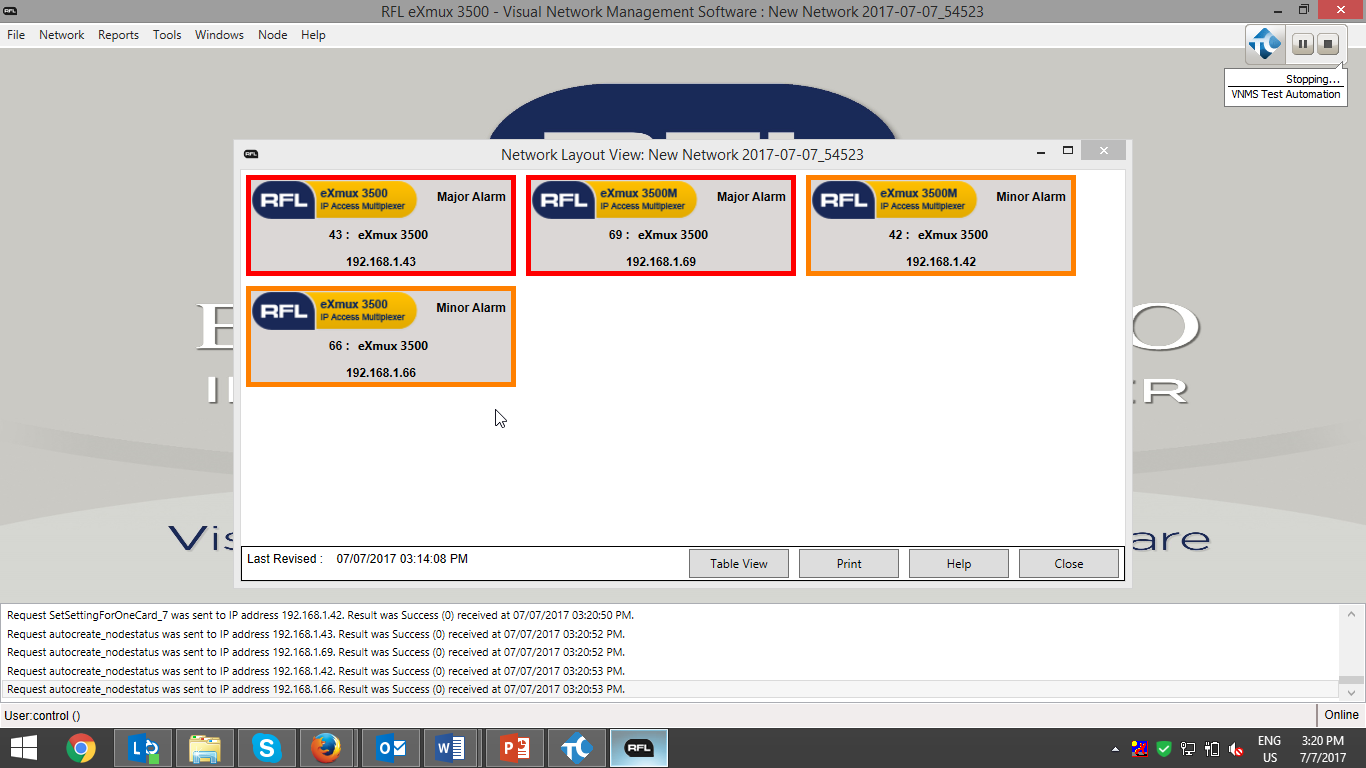 RFL eXmux 3500 - Visual Network Management Software : New Network 2017-07-07_54523
File Network Reports Tools Windows Node Help
Stopping...
VNMS Test Automation
Network Layout View: New Network 2017-07-07_54523
RFL eXmux 3500 IP Access Multiplexer Major Alarm
43 : eXmux 3500
192.168.1.43
RFL eXmux 3500M IP Access Multiplexer Major Alarm
69 : eXmux 3500
192.168.1.69
RFL eXmux 3500M IP Access Multiplexer Minor Alarm
42 : eXmux 3500
192.168.1.42
RFL eXmux 3500 IP Access Multiplexer Minor Alarm
66 : eXmux 3500
192.168.1.66
Last Revised : 07/07/2017 03:14:08 PM
Table View Print Help Close
Request SetSettingForOneCard_7 was sent to IP address 192.168.1.42. Result was Success (0) received at 07/07/2017 03:20:50 PM.
Request autocreate_nodestatus was sent to IP address 192.168.1.43. Result was Success (0) received at 07/07/2017 03:20:52 PM.
Request autocreate_nodestatus was sent to IP address 192.168.1.69. Result was Success (0) received at 07/07/2017 03:20:52 PM.
Request autocreate_nodestatus was sent to IP address 192.168.1.42. Result was Success (0) received at 07/07/2017 03:20:53 PM.
Request autocreate_nodestatus was sent to IP address 192.168.1.66. Result was Success (0) received at 07/07/2017 03:20:53 PM.
User:control () Online
RFL
ENG 3:20 PM
US 7/7/2017